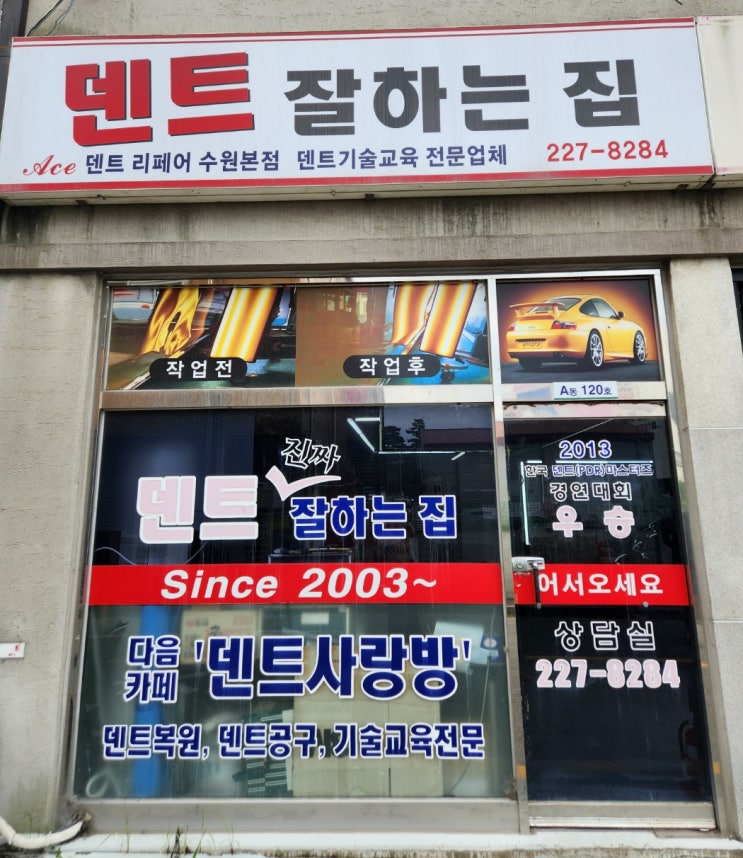 덴트 잘하는 집
Ace 덴트 리페어 수원본점 덴트기술교육 전문업체 227-8284
작업전
작업후
A동 120호
진짜
덴트 잘하는 집
Since 2003~
다음
카페
'덴트사랑방'
덴트복원, 덴트공구, 기술교육전문
2013
한국 덴트(PDR)마스터즈
경연대회
우승
어서오세요
상담실
227-8284